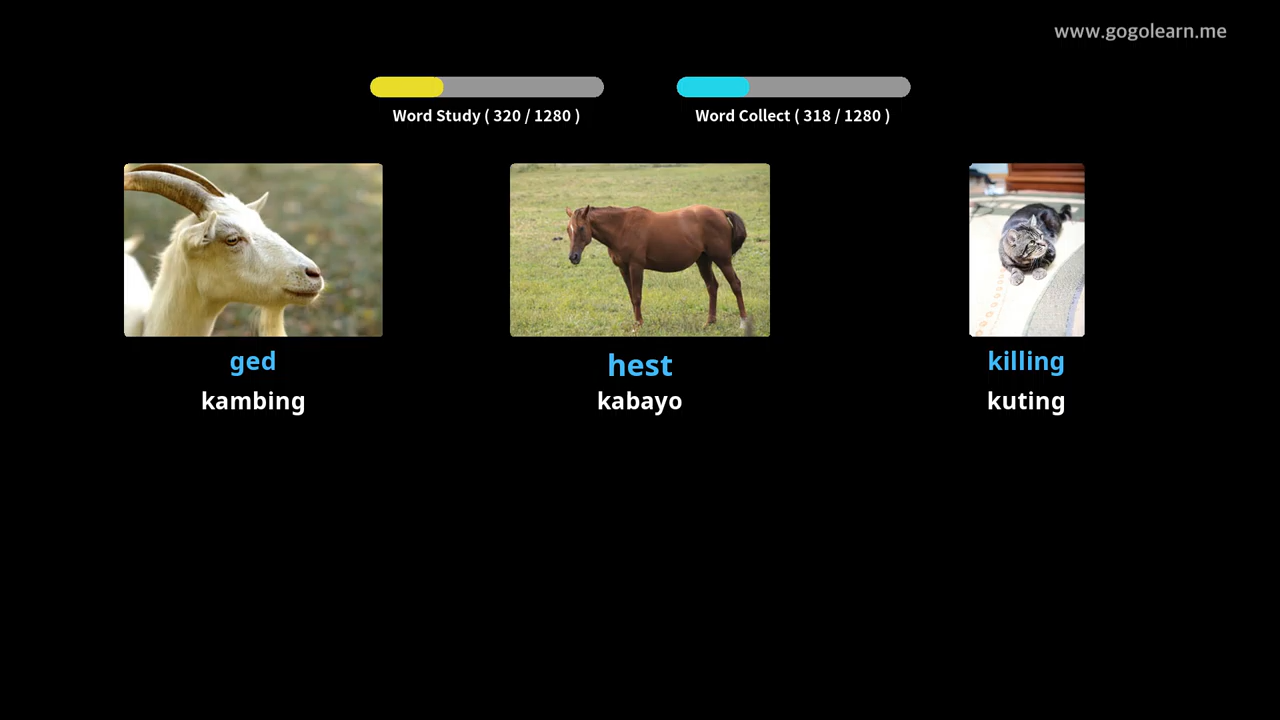 www.gogolearn.me
Word Study ( 320 / 1280 )
Word Collect ( 318 / 1280 )
ged
hest
killing
kambing
kabayo
kuting